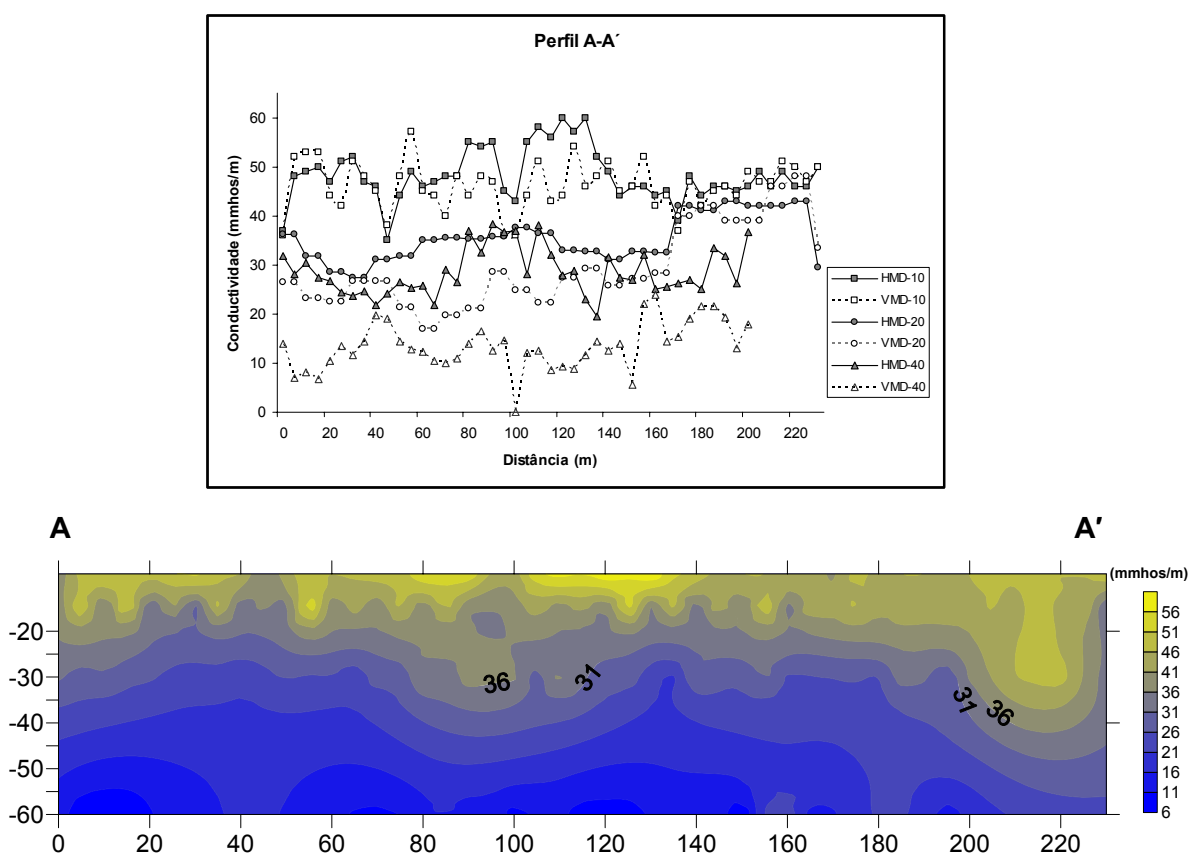 Perfil A-A´
Conductividade (mmhos/m)
60
50
40
30
20
10
0
0 20 40 60 80 100 120 140 160 180 200 220
Distância (m)
HMD-10
VMD-10
HMD-20
VMD-20
HMD-40
VMD-40
A A′
(mmhos/m)
-20
-30
-40
-50
-60
36 31 31 36
56
51
46
41
36
31
26
21
16
11
6
0 20 40 60 80 100 120 140 160 180 200 220